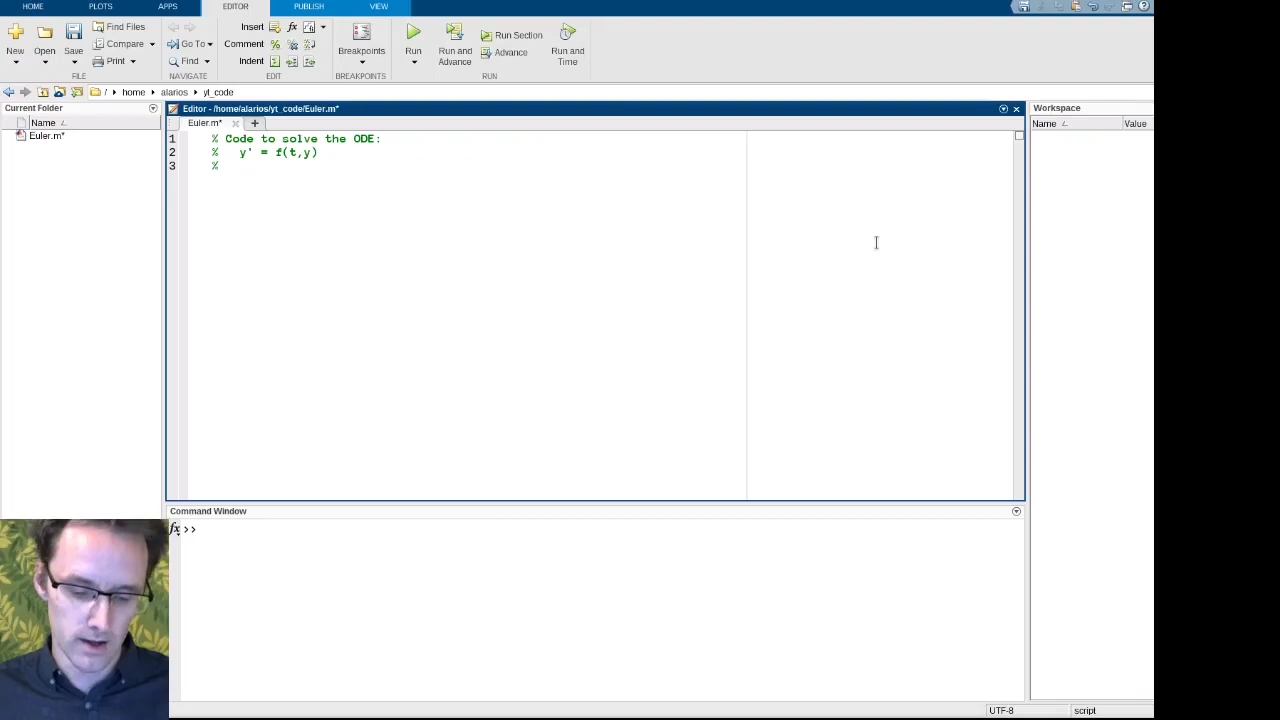 HOME PLOTS APPS EDITOR PUBLISH VIEW
New Open Save Find Files Compare Print Go To Find Insert Comment Indent Breakpoints Run Run and Advance Run Section Advance Run and Time
FILE NAVIGATE EDIT BREAKPOINTS RUN
/ home alarios yt_code
Current Folder
Name
Euler.m*
Editor - /home/alarios/yt_code/Euler.m*
Euler.m*
1 % Code to solve the ODE:
2 % y' = f(t,y)
3 %
Workspace
Name Value
Command Window
fx >>
UTF-8 script